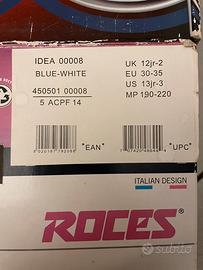 IDEA 00008
BLUE-WHITE
450501 00008
5 ACPF 14
UK 12jr-2
EU 30-35
US 13jr-3
MP 190-220
"EAN"
"UPC"
ITALIAN DESIGN
ROCES®
subito